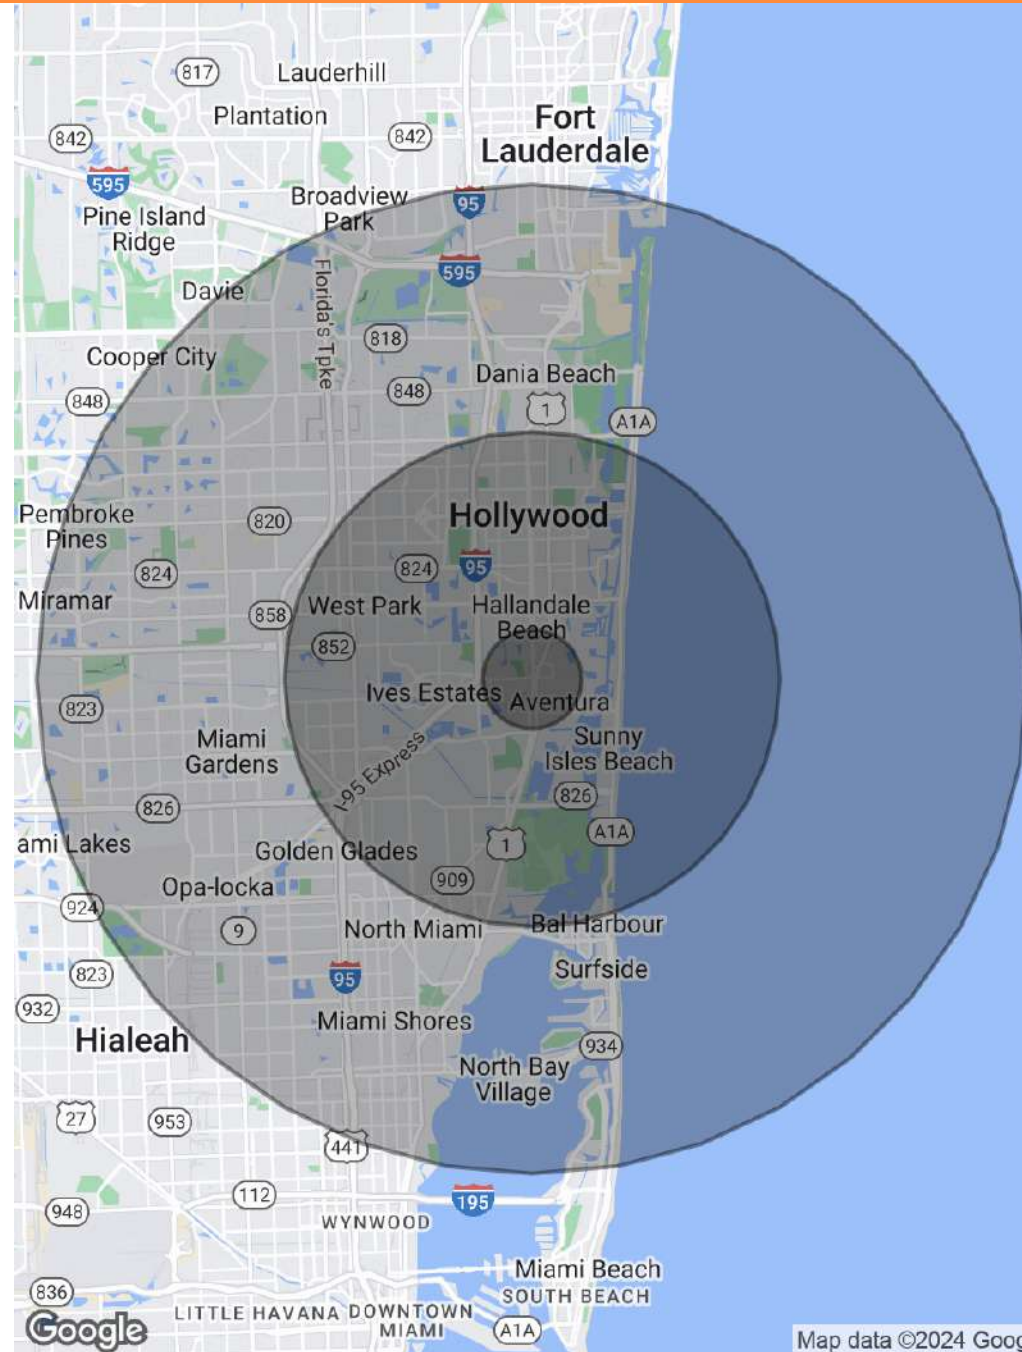 817
Lauderhill
Plantation
Fort
Lauderdale
842
842
595
Broadview
Park
95
Pine Island
Ridge
595
Davie
Florida's Tpke
818
Cooper City
Dania Beach
848
848
1
A1A
Pembroke
Pines
820
Hollywood
824
824
95
Miramar
858
West Park
Hallandale
Beach
852
Ives Estates
Aventura
823
Miami
Gardens
Sunny
Isles Beach
I-95 Express
826
826
ami Lakes
Golden Glades
1
A1A
Opa-locka
909
924
9
North Miami
Bal Harbour
823
95
Surfside
932
Miami Shores
Hialeah
934
North Bay
Village
27
953
441
112
195
948
WYNWOOD
Miami Beach
SOUTH BEACH
836
LITTLE HAVANA
DOWNTOWN
MIAMI
A1A
Google
Map data ©2024 Goog